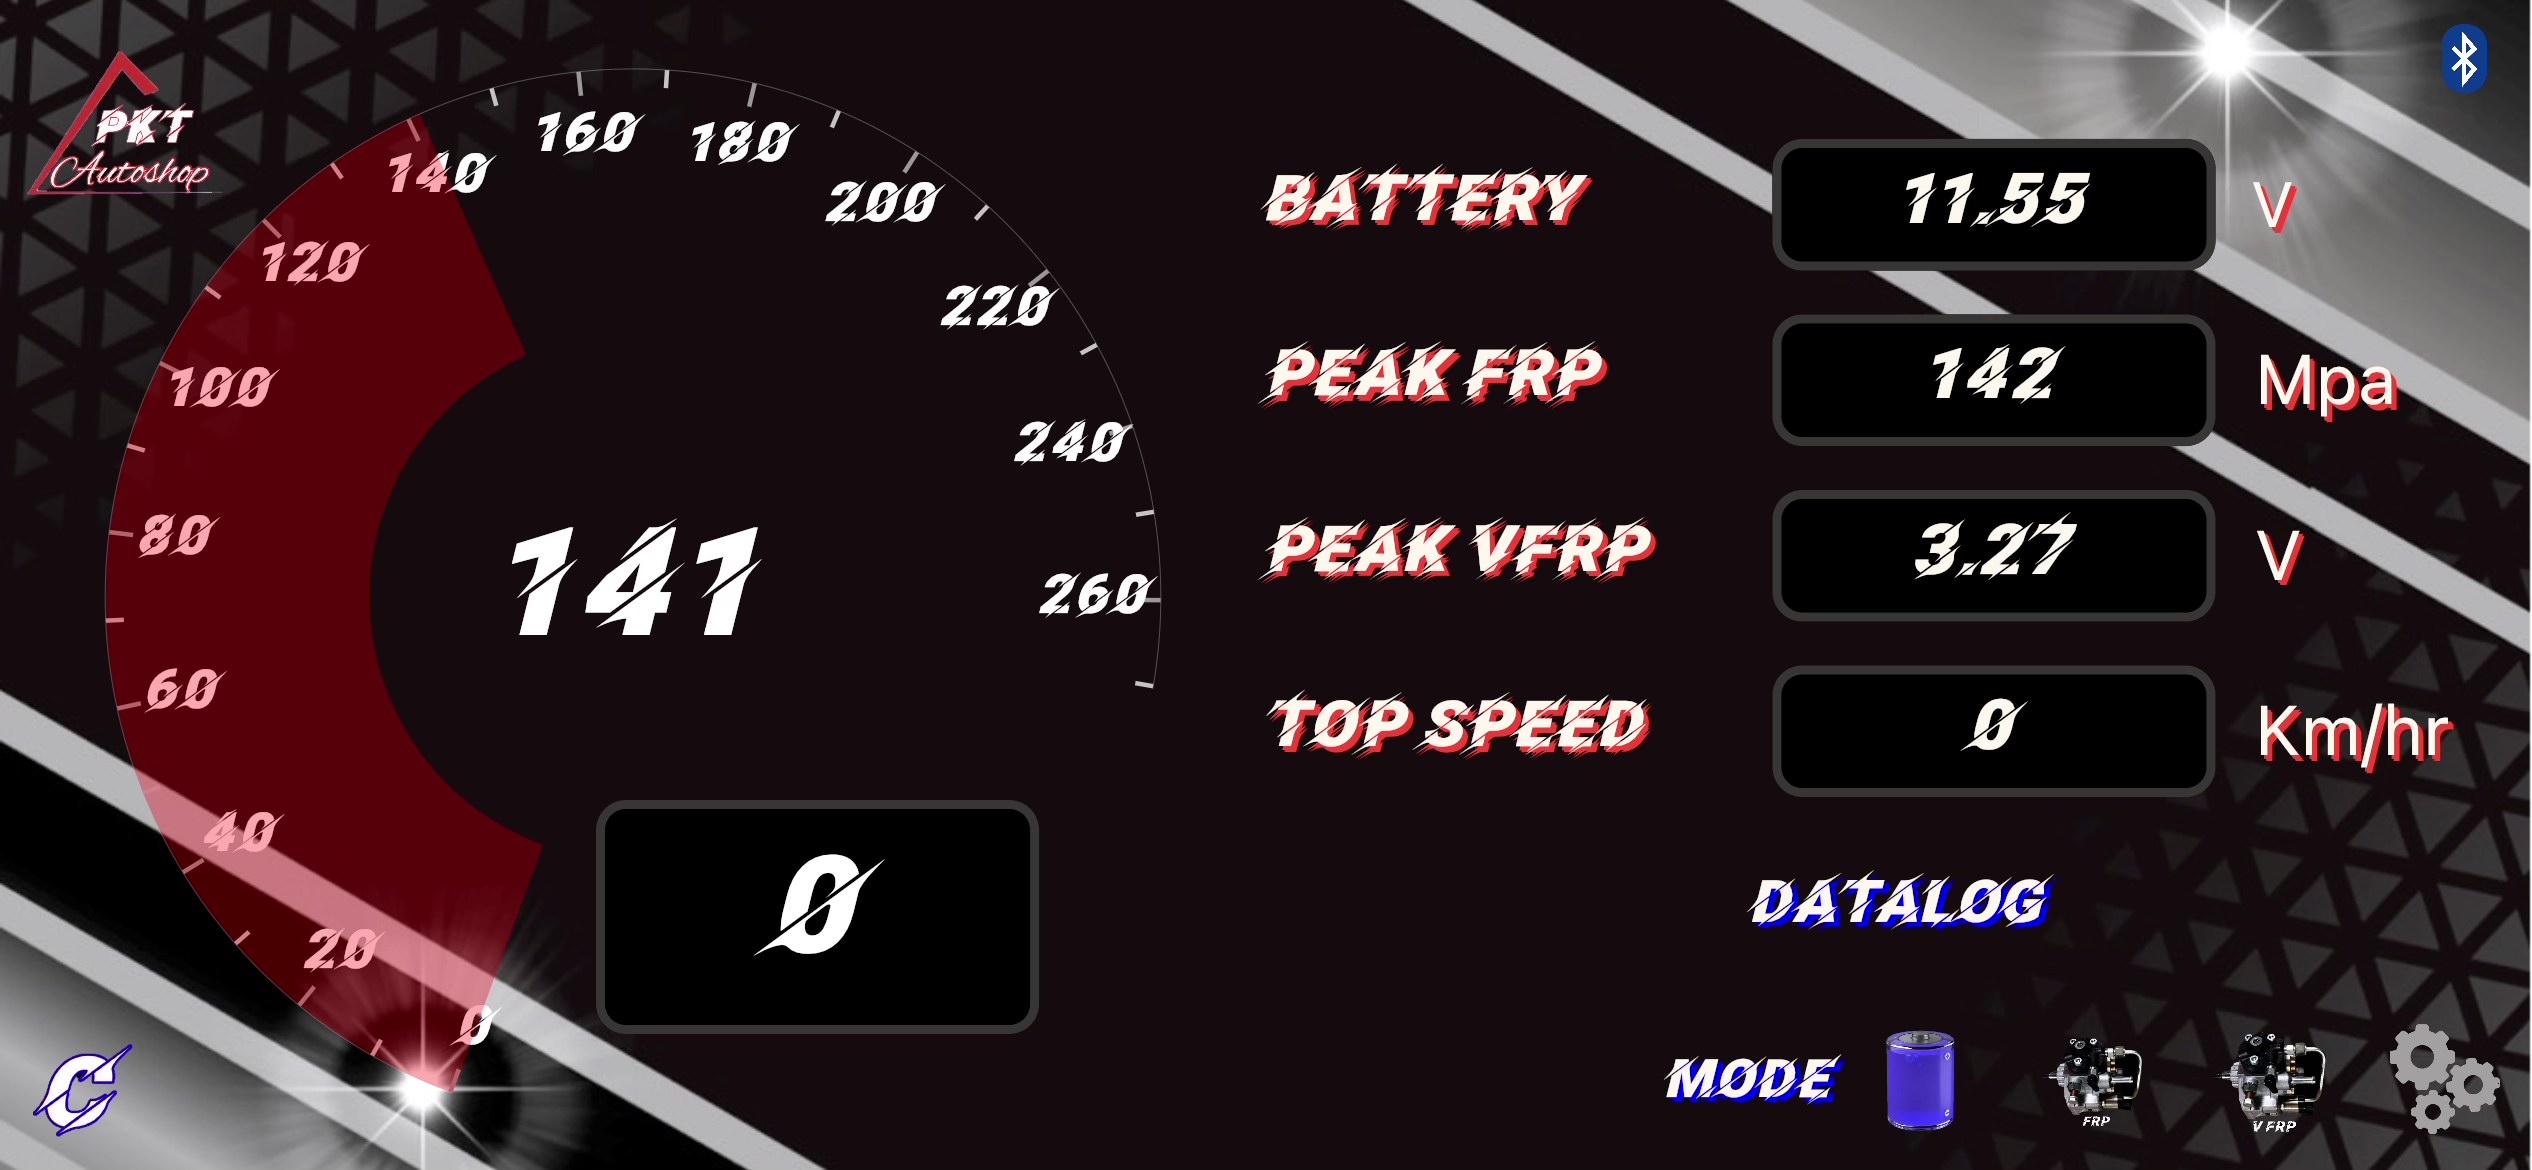 PKT
Autoshop
0
20
40
60
80
100
120
140
160
180
200
220
240
260
141
0
BATTERY 11.55 V
PEAK FRP 142 Mpa
PEAK VFRP 3.27 V
TOP SPEED 0 Km/hr
DATALOG
MODE
FRP
V FRP
C